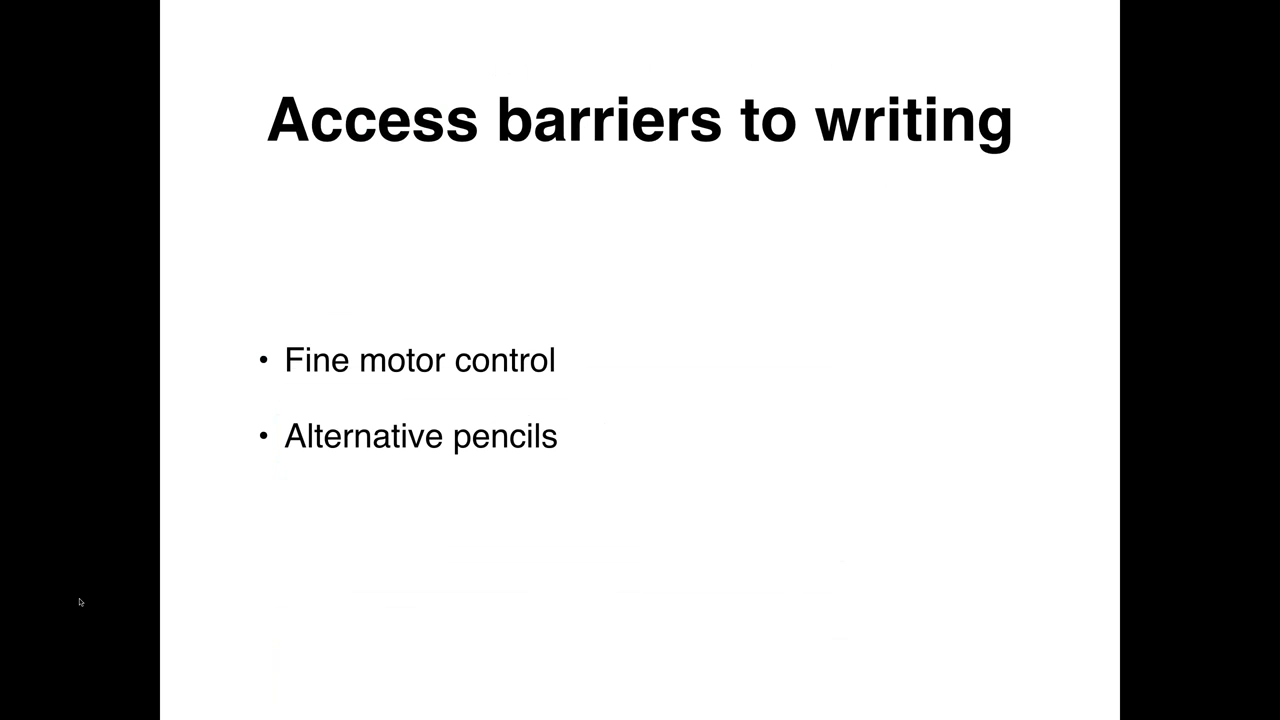 Access barriers to writing
• Fine motor control
• Alternative pencils